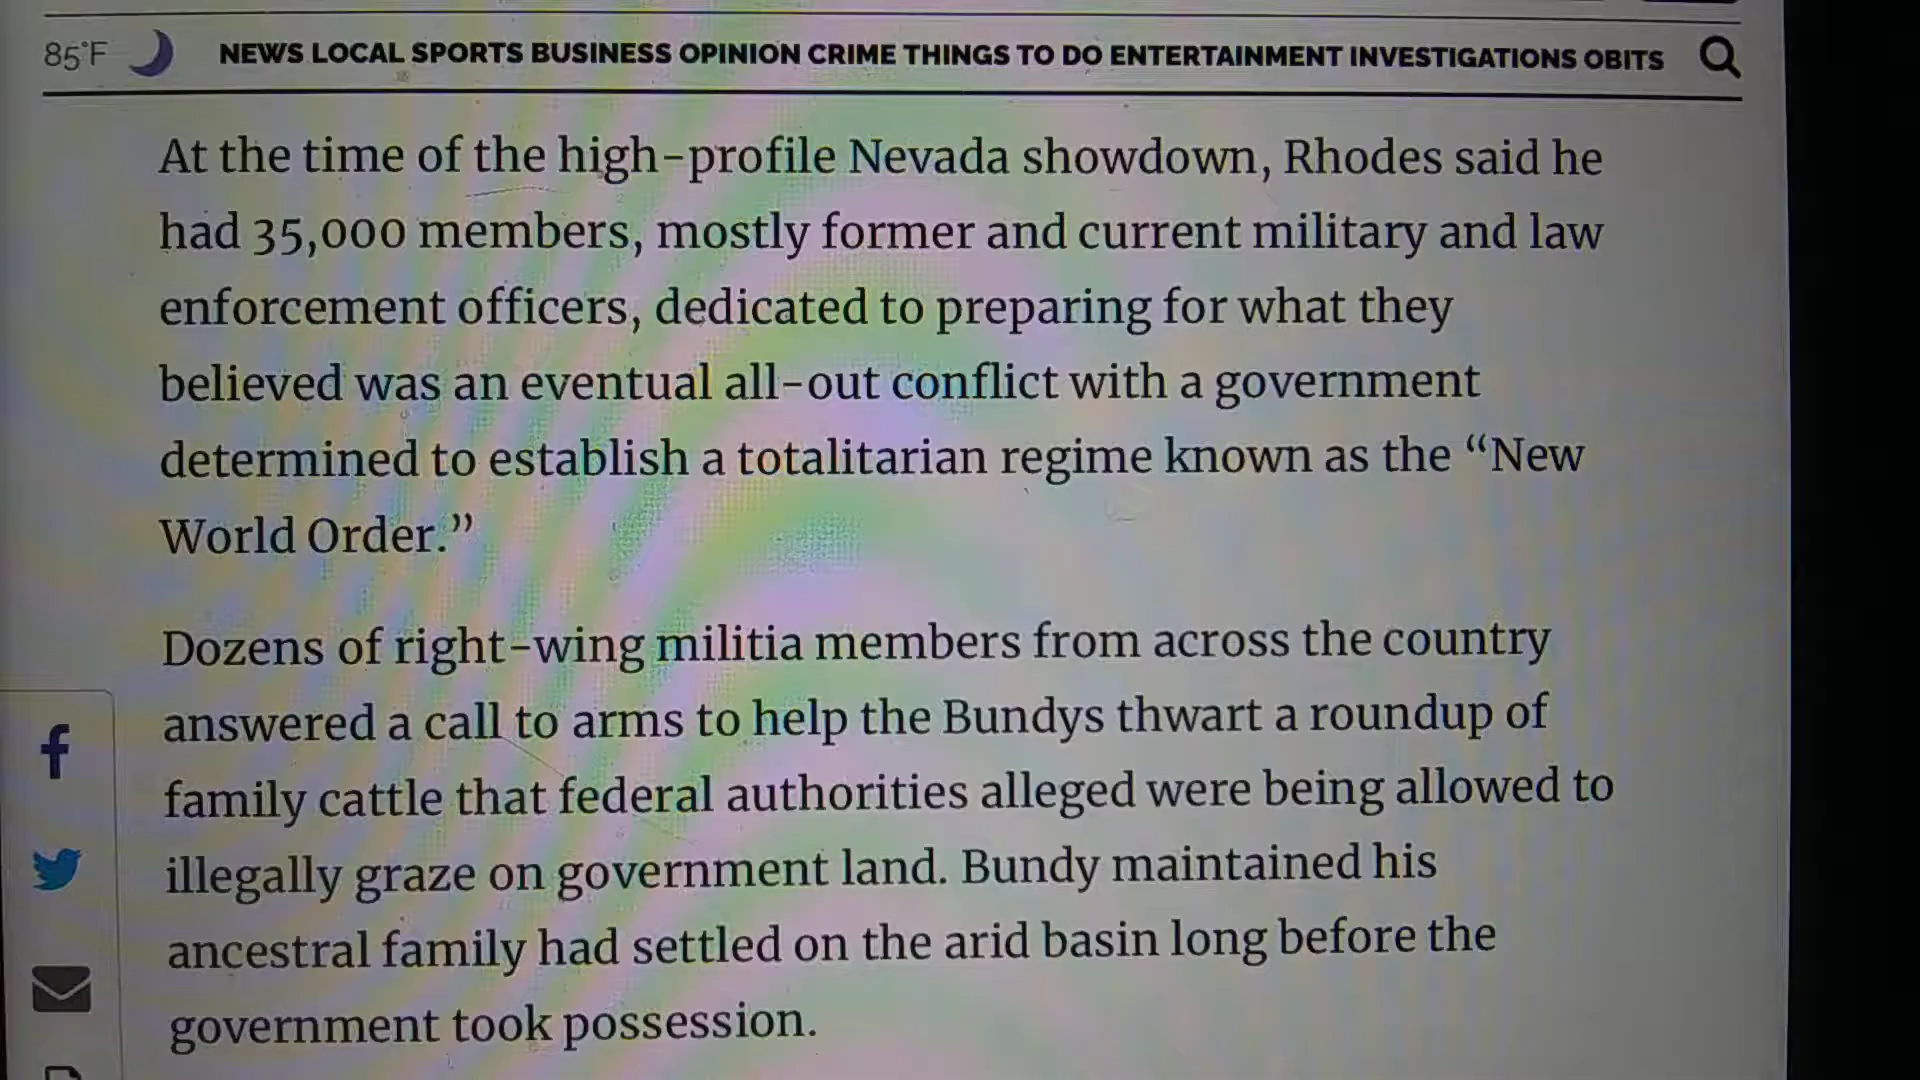 85°F NEWS LOCAL SPORTS BUSINESS OPINION CRIME THINGS TO DO ENTERTAINMENT INVESTIGATIONS OBITS
At the time of the high-profile Nevada showdown, Rhodes said he
had 35,000 members, mostly former and current military and law
enforcement officers, dedicated to preparing for what they
believed was an eventual all-out conflict with a government
determined to establish a totalitarian regime known as the “New
World Order.”
Dozens of right-wing militia members from across the country
answered a call to arms to help the Bundys thwart a roundup of
family cattle that federal authorities alleged were being allowed to
illegally graze on government land. Bundy maintained his
ancestral family had settled on the arid basin long before the
government took possession.